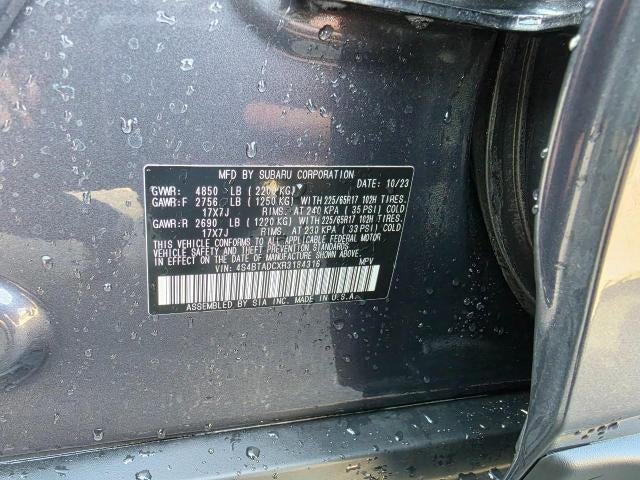 MFD BY SUBARU CORPORATION DATE: 10/23
GVWR: 4850 LB (2200 KG)
GAWR:F 2756 LB (1250 KG) WITH 225/65R17 102H TIRES,
17X7J RIMS, AT 240 KPA (35 PSI) COLD
GAWR:R 2690 LB (1220 KG) WITH 225/65R17 102H TIRES,
17X7J RIMS, AT 230 KPA (33 PSI) COLD
THIS VEHICLE CONFORMS TO ALL APPLICABLE FEDERAL MOTOR
VEHICLE SAFETY AND THEFT PREVENTION STANDARDS
IN EFFECT ON THE DATE OF MANUFACTURE SHOWN ABOVE.
VIN: 4S4BTADCXR3184316 MPV
ASSEMBLED BY SIA INC. MADE IN U.S.A.